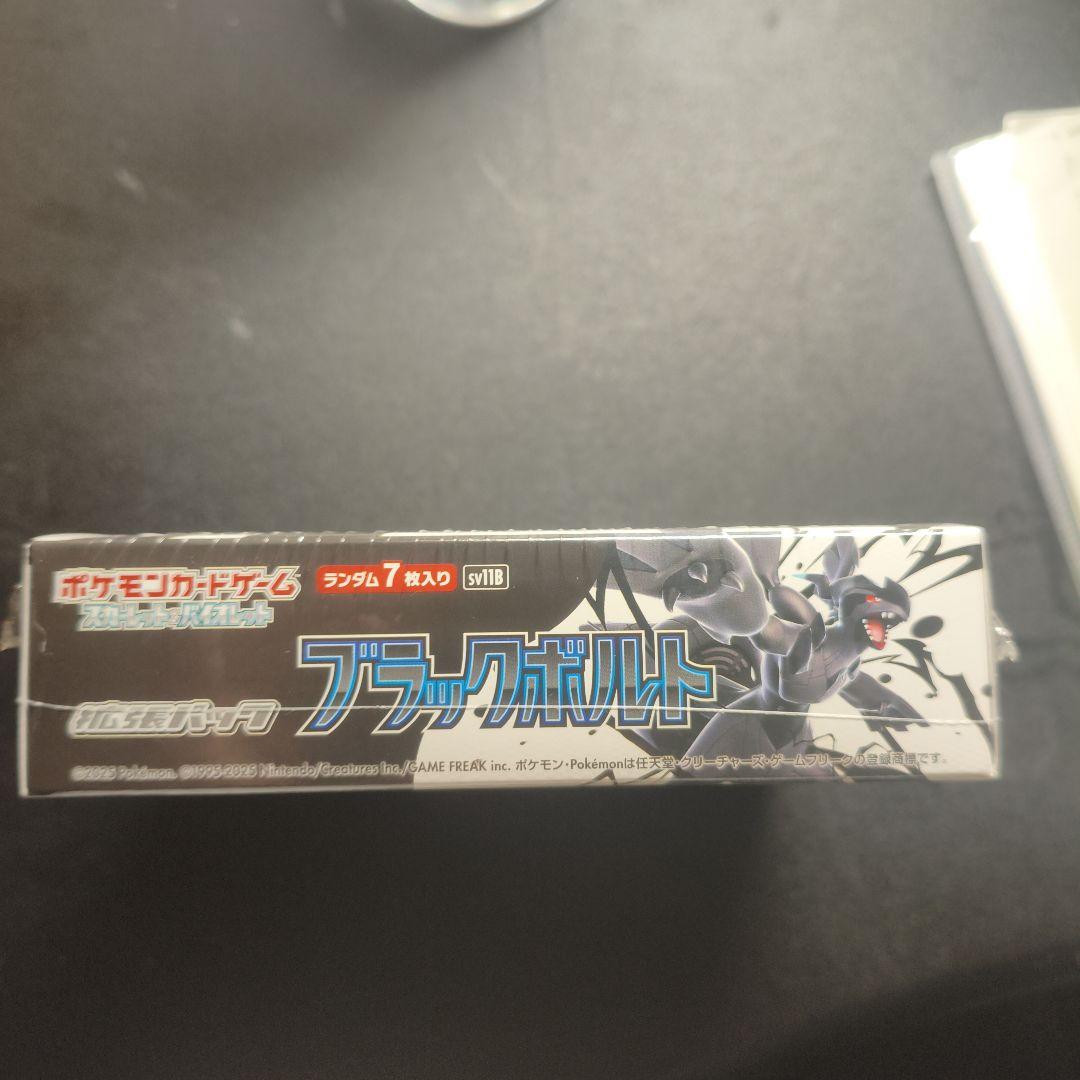 ポケモンカードゲーム
スカーレット&バイオレット
ランダム7枚入り
sv11B
ブラックボルト
拡張パック
©2025 Pokémon. ©1995-2025 Nintendo/Creatures Inc./GAME FREAK inc. ポケモン・Pokémonは任天堂・クリーチャーズ・ゲームフリークの登録商標です。